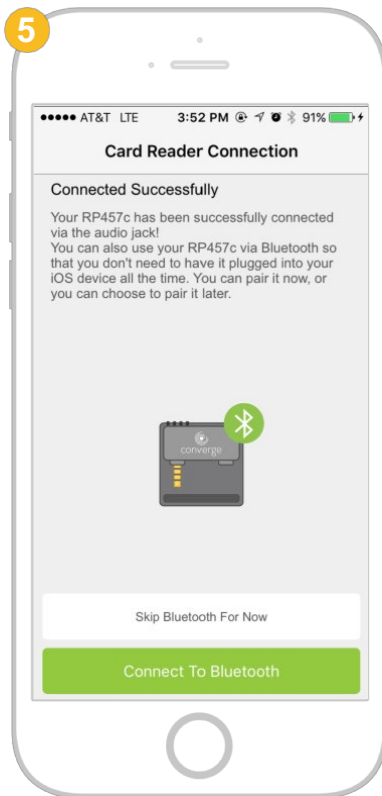 5
AT&T LTE 3:52 PM 91%
Card Reader Connection
Connected Successfully
Your RP457c has been successfully connected
via the audio jack!
You can also use your RP457c via Bluetooth so
that you don't need to have it plugged into your
iOS device all the time. You can pair it now, or
you can choose to pair it later.
converge
Skip Bluetooth For Now
Connect To Bluetooth